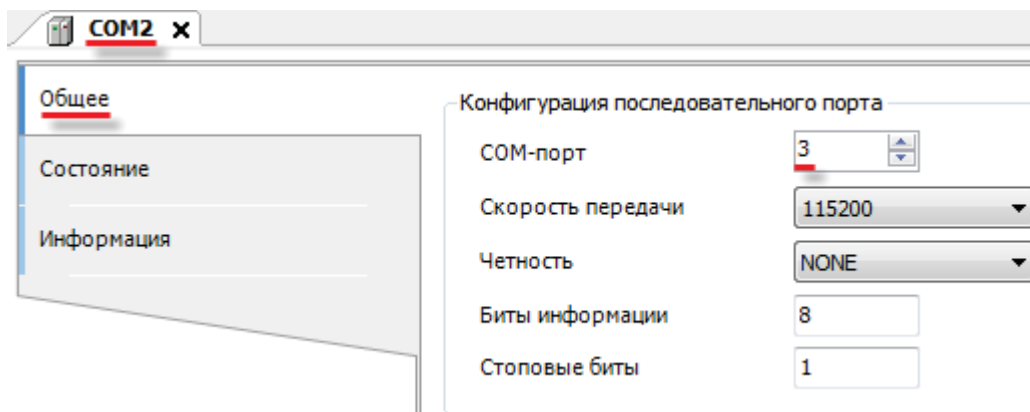 COM2
Общее
Состояние
Информация
Конфигурация последовательного порта
COM-порт 3
Скорость передачи 115200
Четность NONE
Биты информации 8
Стоповые биты 1